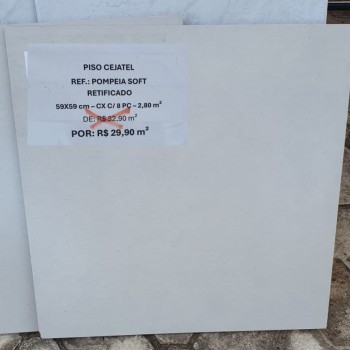 PISO CEJATEL
REF.: POMPEIA SOFT
RETIFICADO
59X59 cm – CX C/ 8 PÇ – 2,80 m²
DE: R$ 32,90 m²
POR: R$ 29,90 m²